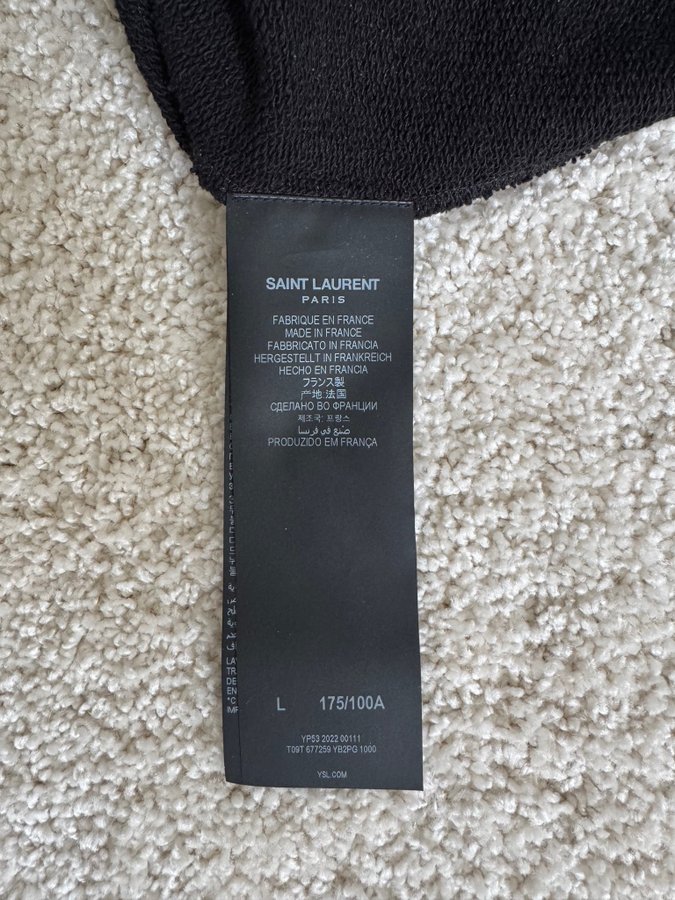 SAINT LAURENT
PARIS
FABRIQUE EN FRANCE
MADE IN FRANCE
FABBRICATO IN FRANCIA
HERGESTELLT IN FRANKREICH
HECHO EN FRANCIA
フランス製
产地:法国
СДЕЛАНО ВО ФРАНЦИИ
제조국: 프랑스
صنع في فرنسا
PRODUZIDO EM FRANÇA
L 175/100A
YP53 2022 00111
T09T 677259 YB2PG 1000
YSL.COM